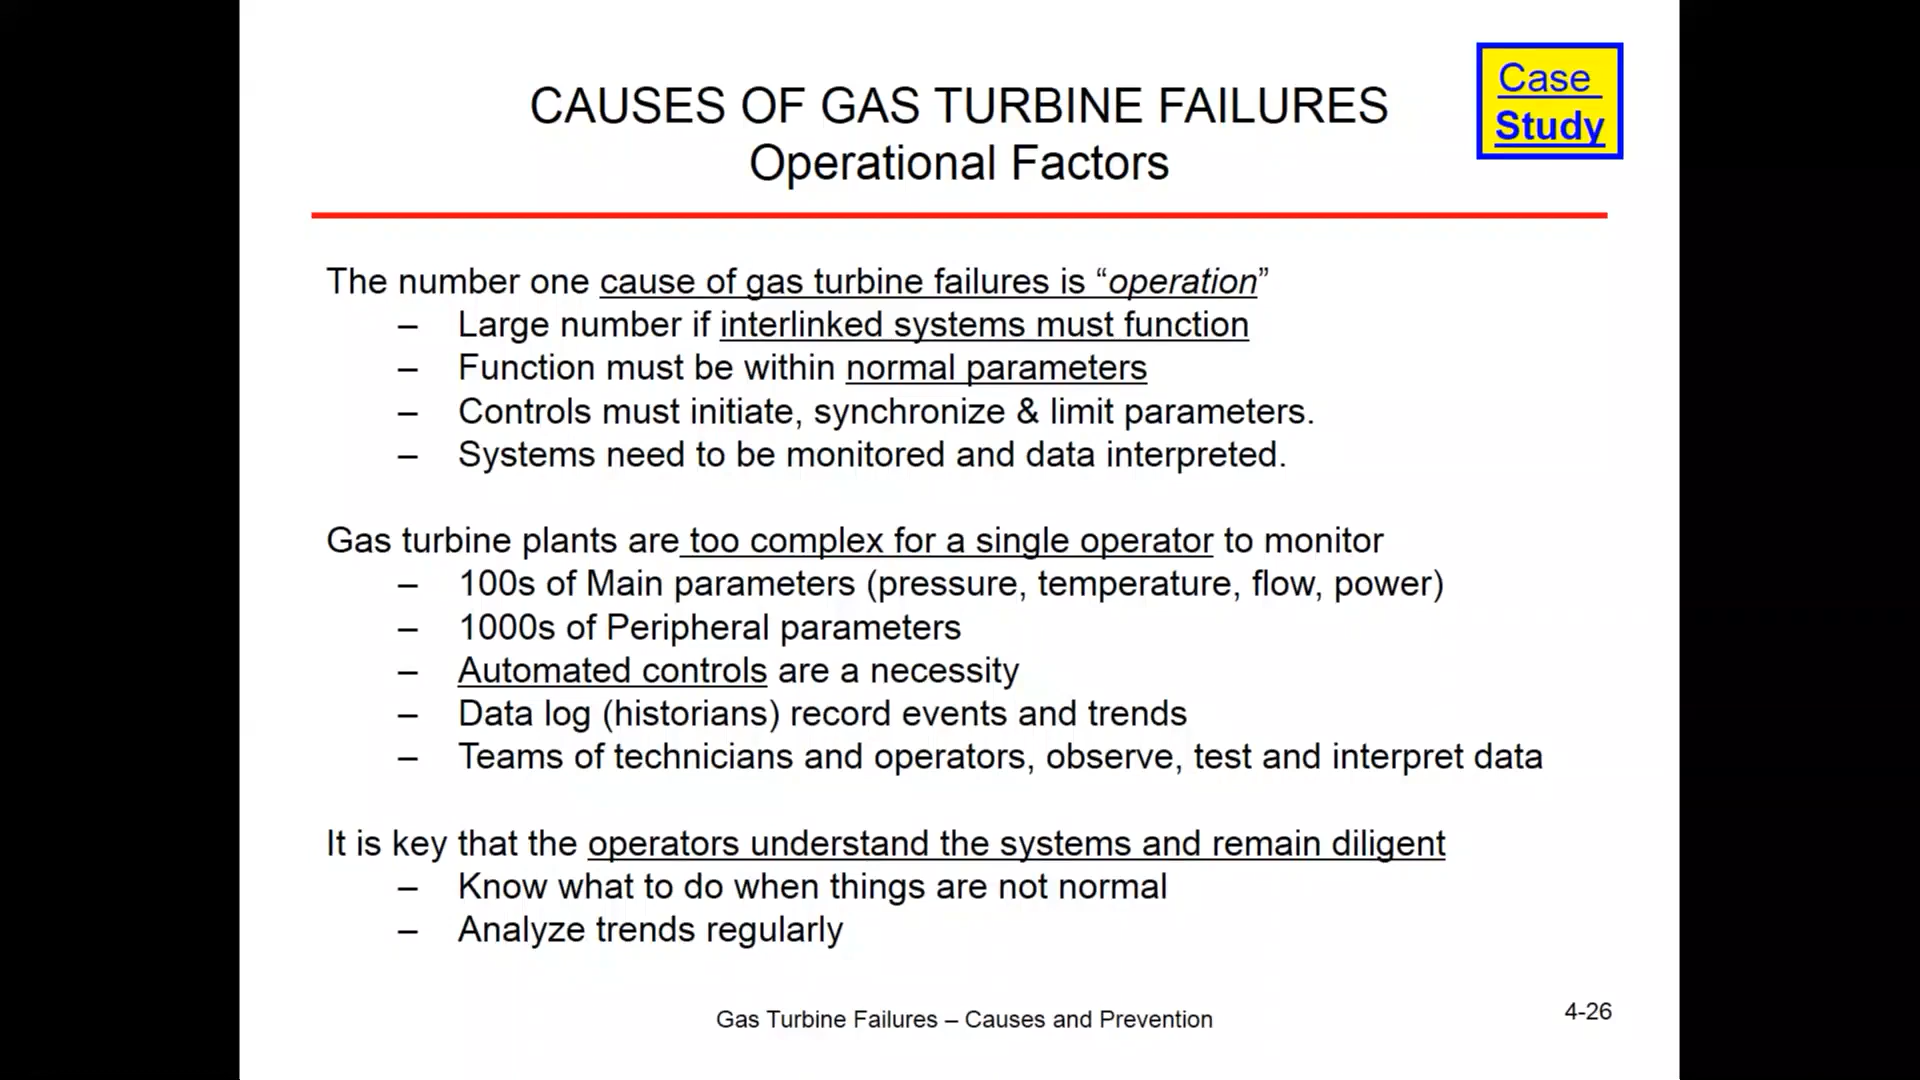 Case
Study
CAUSES OF GAS TURBINE FAILURES
Operational Factors
The number one cause of gas turbine failures is “operation”
– Large number if interlinked systems must function
– Function must be within normal parameters
– Controls must initiate, synchronize & limit parameters.
– Systems need to be monitored and data interpreted.
Gas turbine plants are too complex for a single operator to monitor
– 100s of Main parameters (pressure, temperature, flow, power)
– 1000s of Peripheral parameters
– Automated controls are a necessity
– Data log (historians) record events and trends
– Teams of technicians and operators, observe, test and interpret data
It is key that the operators understand the systems and remain diligent
– Know what to do when things are not normal
– Analyze trends regularly
Gas Turbine Failures – Causes and Prevention
4-26